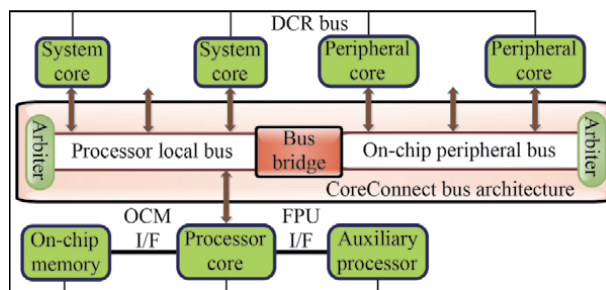 DCR bus
System
core
System
core
Peripheral
core
Peripheral
core
Arbiter
Processor local bus
Bus
bridge
On-chip peripheral bus
Arbiter
CoreConnect bus architecture
OCM
I/F
FPU
I/F
On-chip
memory
Processor
core
Auxiliary
processor